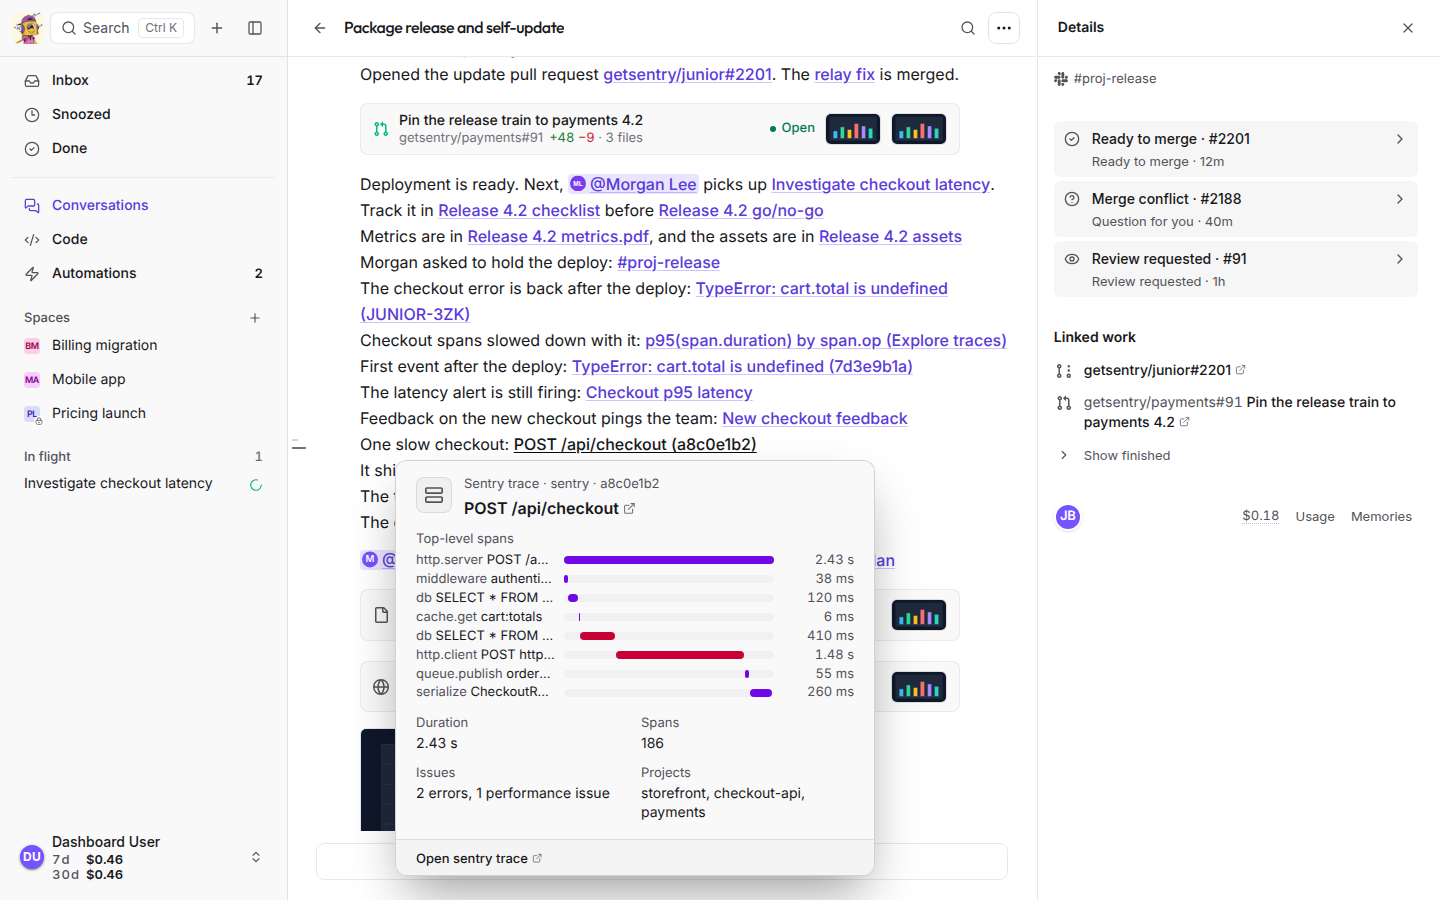 Search Ctrl K
Inbox 17
Snoozed
Done
Conversations
Code
Automations 2
Spaces
BM Billing migration
MA Mobile app
PL Pricing launch
In flight 1
Investigate checkout latency
DU Dashboard User
7d $0.46
30d $0.46
Package release and self-update
Opened the update pull request getsentry/junior#2201. The relay fix is merged.
Pin the release train to payments 4.2
getsentry/payments#91 +48 −9 · 3 files
Open
Deployment is ready. Next, ML @Morgan Lee picks up Investigate checkout latency.
Track it in Release 4.2 checklist before Release 4.2 go/no-go
Metrics are in Release 4.2 metrics.pdf, and the assets are in Release 4.2 assets
Morgan asked to hold the deploy: #proj-release
The checkout error is back after the deploy: TypeError: cart.total is undefined
(JUNIOR-3ZK)
Checkout spans slowed down with it: p95(span.duration) by span.op (Explore traces)
First event after the deploy: TypeError: cart.total is undefined (7d3e9b1a)
The latency alert is still firing: Checkout p95 latency
Feedback on the new checkout pings the team: New checkout feedback
One slow checkout: POST /api/checkout (a8c0e1b2)
It shi
The
The
M @
Sentry trace · sentry · a8c0e1b2
POST /api/checkout
Top-level spans
http.server POST /a... 2.43 s
middleware authenti... 38 ms
db SELECT * FROM ... 120 ms
cache.get cart:totals 6 ms
db SELECT * FROM ... 410 ms
http.client POST http... 1.48 s
queue.publish order... 55 ms
serialize CheckoutR... 260 ms
Duration
2.43 s
Spans
186
Issues
2 errors, 1 performance issue
Projects
storefront, checkout-api,
payments
Open sentry trace
Details
#proj-release
Ready to merge · #2201
Ready to merge · 12m
Merge conflict · #2188
Question for you · 40m
Review requested · #91
Review requested · 1h
Linked work
getsentry/junior#2201
getsentry/payments#91 Pin the release train to
payments 4.2
Show finished
JB $0.18 Usage Memories